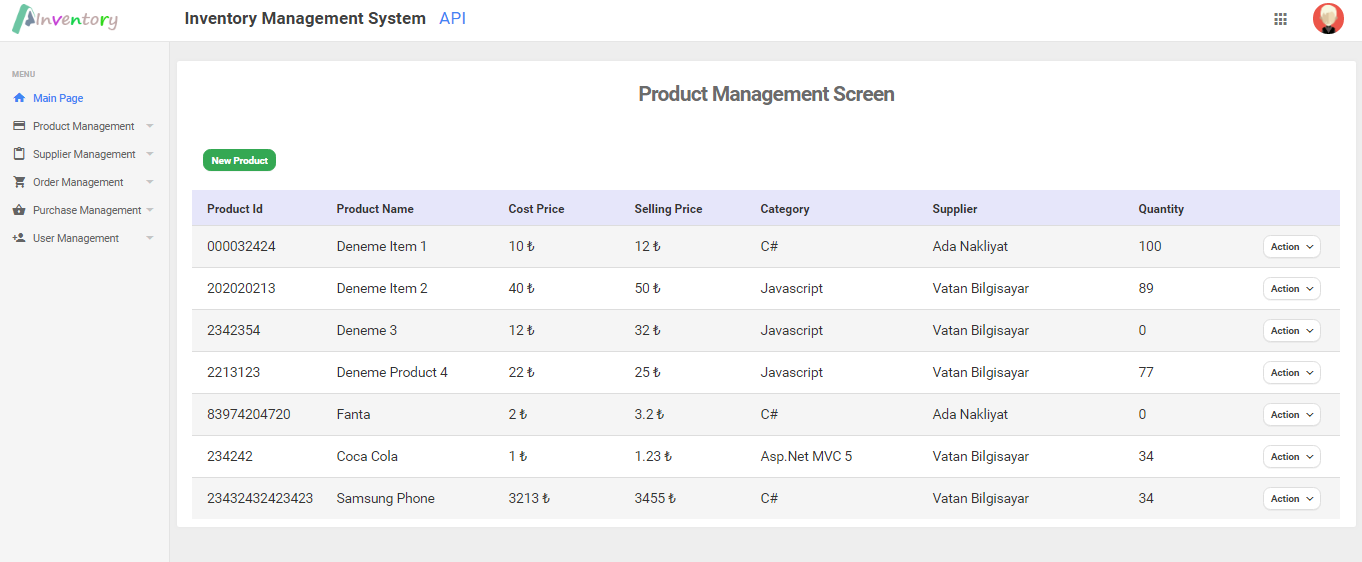 AInventory
Inventory Management System API
MENU
Main Page
Product Management
Supplier Management
Order Management
Purchase Management
User Management
Product Management Screen
New Product
Product Id Product Name Cost Price Selling Price Category Supplier Quantity
000032424 Deneme Item 1 10 ₺ 12 ₺ C# Ada Nakliyat 100 Action
202020213 Deneme Item 2 40 ₺ 50 ₺ Javascript Vatan Bilgisayar 89 Action
2342354 Deneme 3 12 ₺ 32 ₺ Javascript Vatan Bilgisayar 0 Action
2213123 Deneme Product 4 22 ₺ 25 ₺ Javascript Vatan Bilgisayar 77 Action
83974204720 Fanta 2 ₺ 3.2 ₺ C# Ada Nakliyat 0 Action
234242 Coca Cola 1 ₺ 1.23 ₺ Asp.Net MVC 5 Vatan Bilgisayar 34 Action
23432432423423 Samsung Phone 3213 ₺ 3455 ₺ C# Vatan Bilgisayar 34 Action